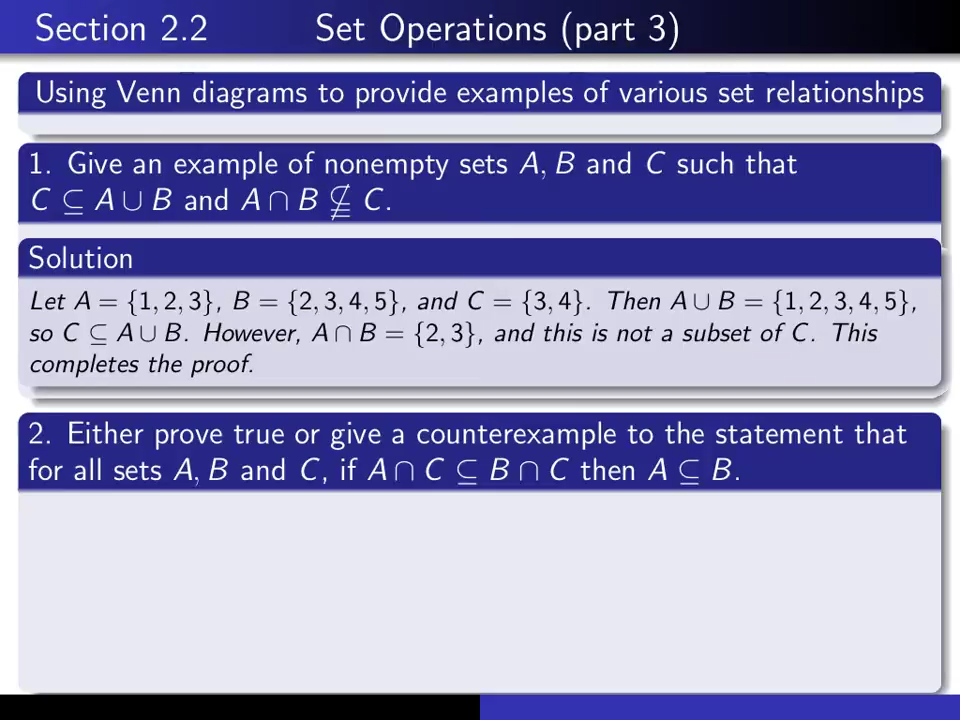 Section 2.2 Set Operations (part 3)
Using Venn diagrams to provide examples of various set relationships
1. Give an example of nonempty sets A, B and C such that
C ⊆ A ∪ B and A ∩ B ⊈ C.
Solution
Let A = {1, 2, 3}, B = {2, 3, 4, 5}, and C = {3, 4}. Then A ∪ B = {1, 2, 3, 4, 5},
so C ⊆ A ∪ B. However, A ∩ B = {2, 3}, and this is not a subset of C. This
completes the proof.
2. Either prove true or give a counterexample to the statement that
for all sets A, B and C, if A ∩ C ⊆ B ∩ C then A ⊆ B.